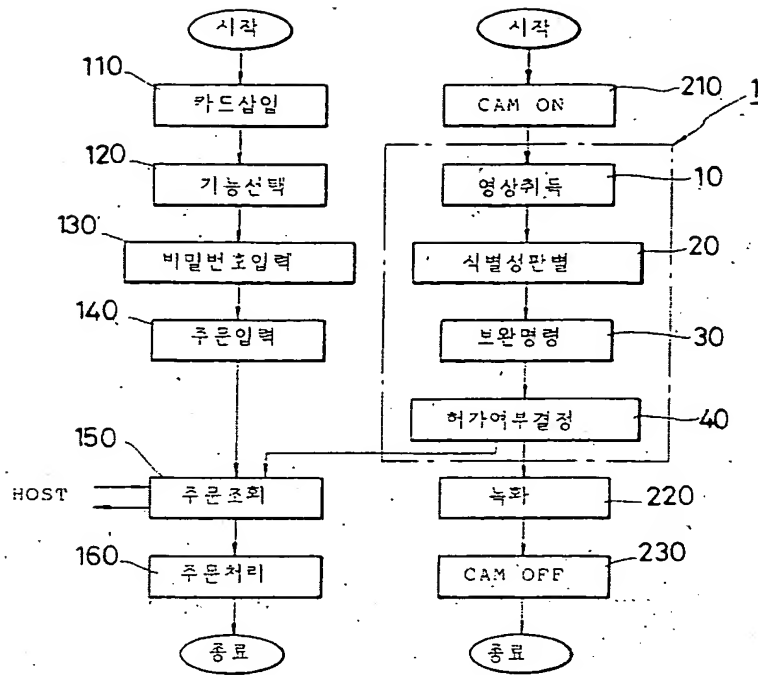 시작
110
카드삽입
120
기능선택
130
비밀번호입력
140
주문입력
150
HOST
주문조회
160
주문처리
종료
시작
210
CAM ON
1
영상취득
10
식별성판별
20
보완명령
30
허가여부결정
40
녹화
220
CAM OFF
230
종료